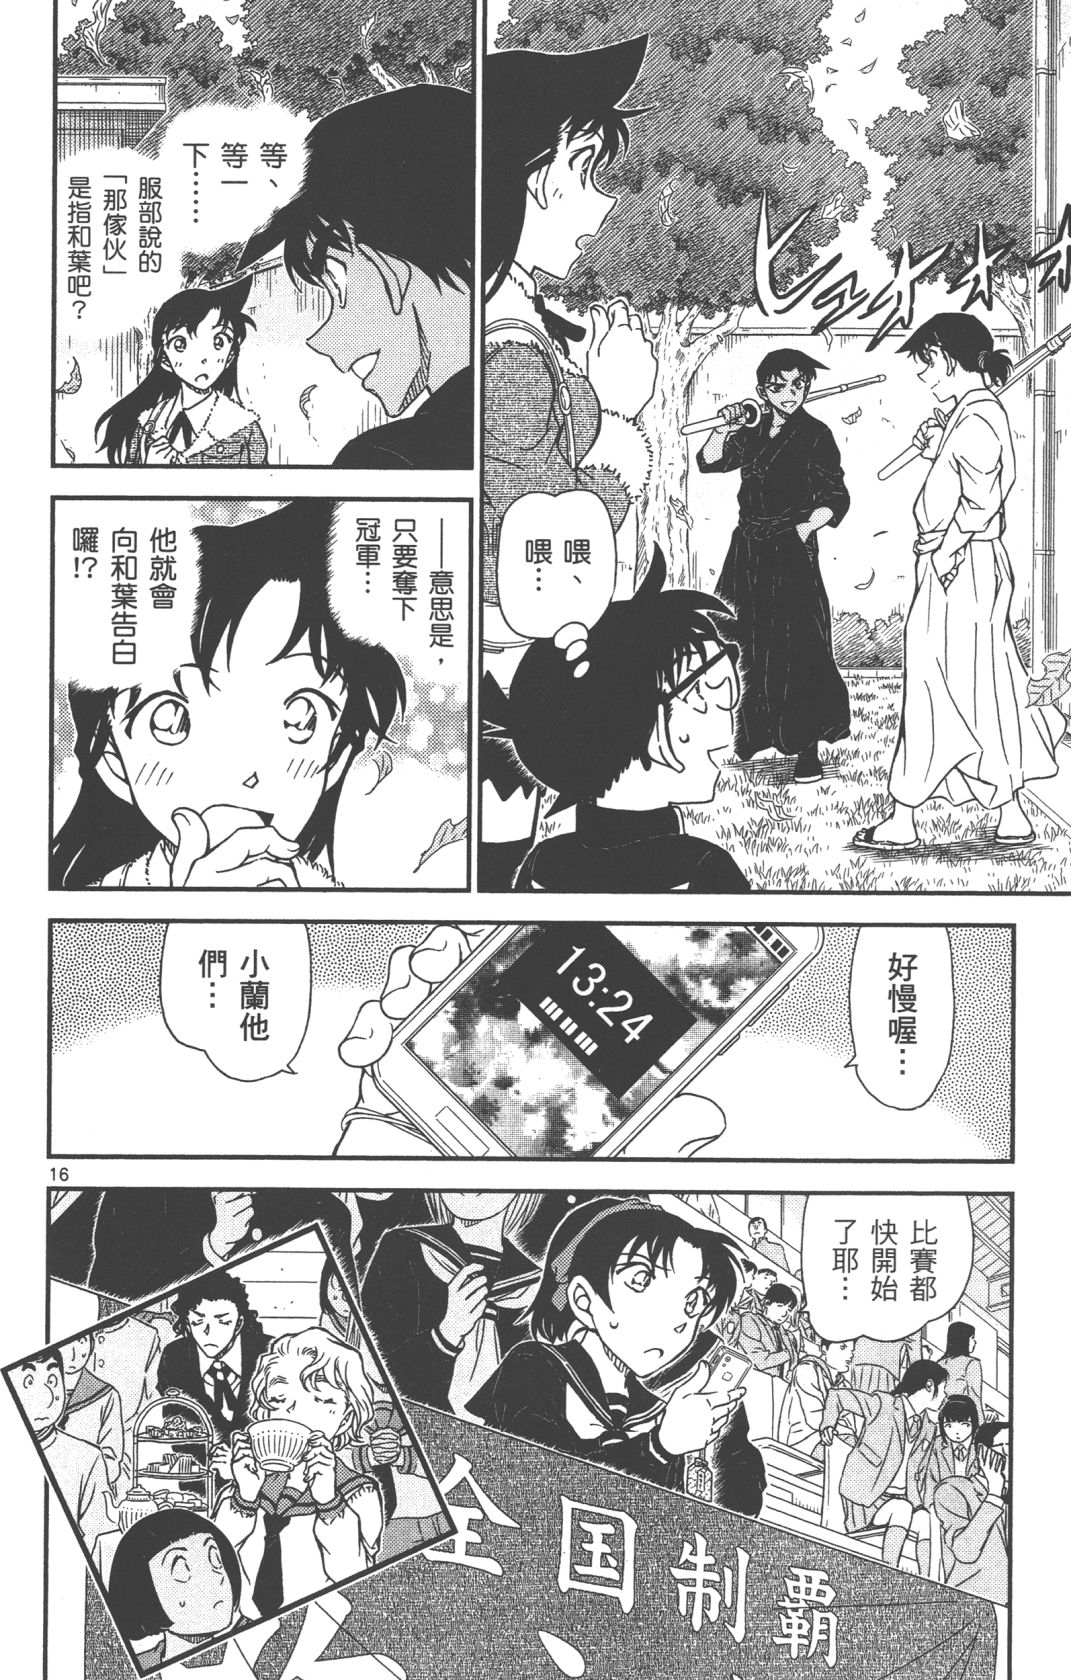 ビュオオオオ
喂、
喂…
等、
等一
下……
服部說的
「那傢伙」
是指和葉吧？
——意思是，
只要奪下
冠軍…
他就會
向和葉告白
囉!?
好慢喔…
13:24
小蘭他
們…
16
比賽都
快開始
了耶…
全国制覇